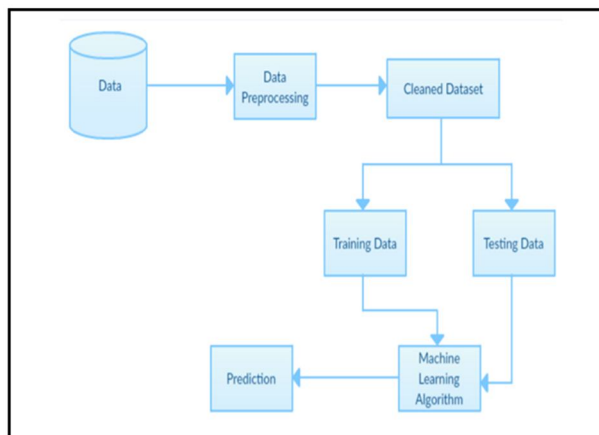 Data
Data
Preprocessing
Cleaned Dataset
Training Data
Testing Data
Machine
Learning
Algorithm
Prediction